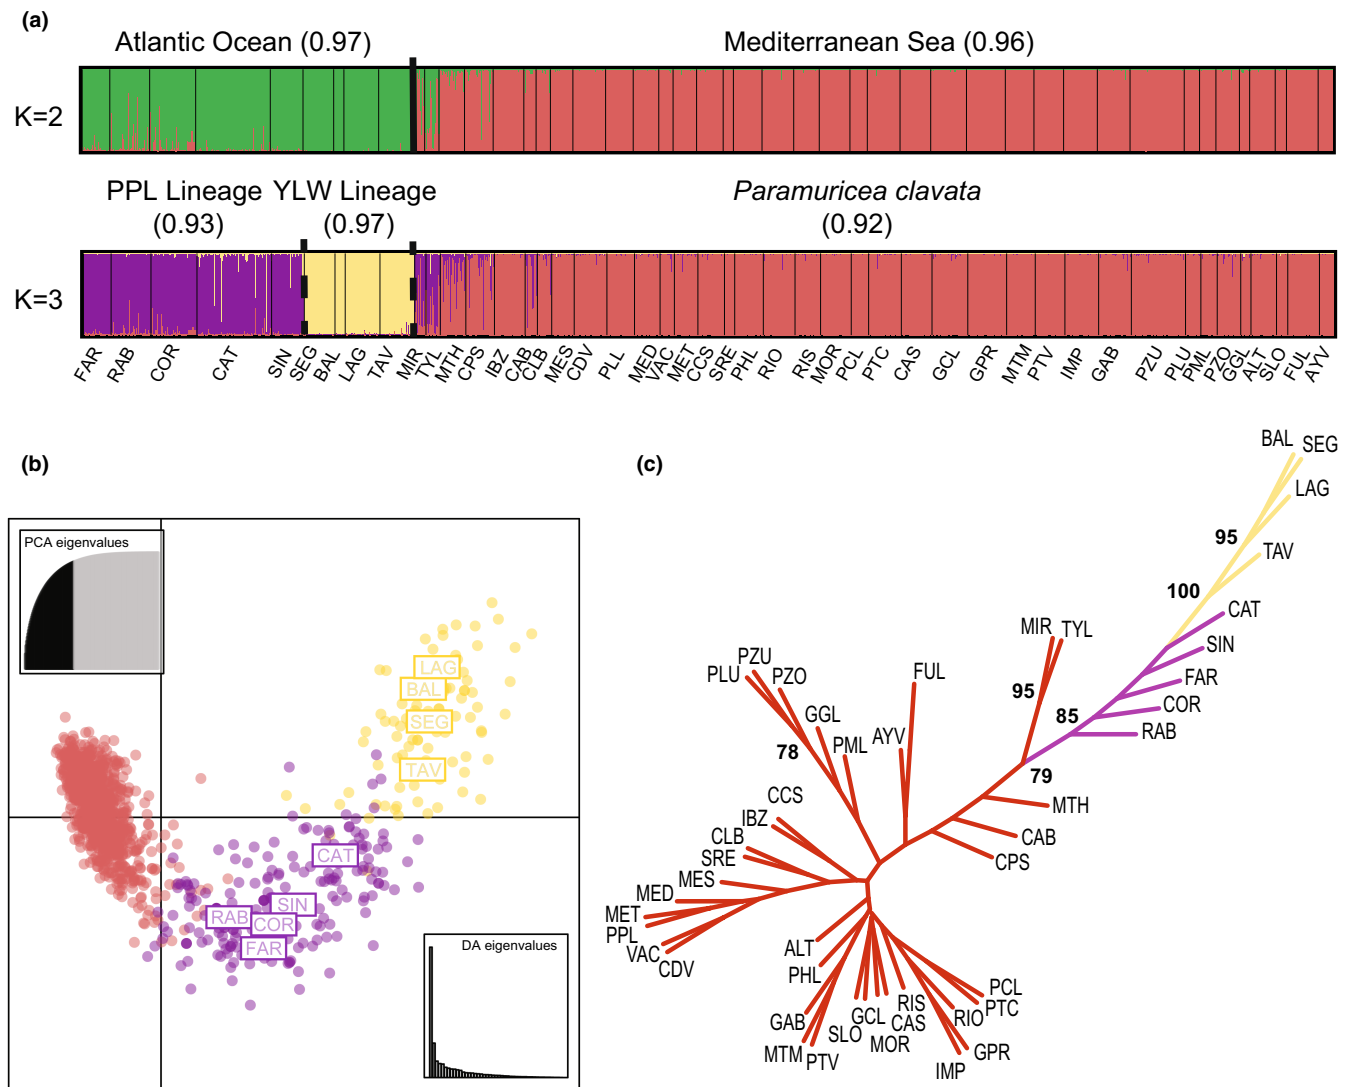 (a)
Atlantic Ocean (0.97)
Mediterranean Sea (0.96)
K=2
PPL Lineage
(0.93)
YLW Lineage
(0.97)
Paramuricea clavata
(0.92)
K=3
FAR RAB COR CAT SIN SEG BAL LAG TAV MIR TYL MTH CPS IBZ CAB CLB MES CDV PLL MED VAC MET CCS SRE PHL RIO RIS MOR PCL PTC CAS GCL GPR MTM PTV IMP GAB PZU PLU PML PZO GGL ALT SLO FUL AYV
(b)
PCA eigenvalues
LAG
BAL
SEG
TAV
CAT
SIN
RAB
COR
FAR
DA eigenvalues
(c)
BAL
SEG
LAG
95
TAV
100
CAT
SIN
FAR
COR
RAB
85
MIR
TYL
95
79
MTH
CAB
CPS
FUL
AYV
PZU
PLU
PZO
GGL
PML
78
CCS
IBZ
CLB
SRE
MES
MED
MET
PPL
VAC
CDV
ALT
PHL
GAB
MTM
PTV
SLO
GCL
MOR
CAS
RIS
RIO
PCL
PTC
GPR
IMP